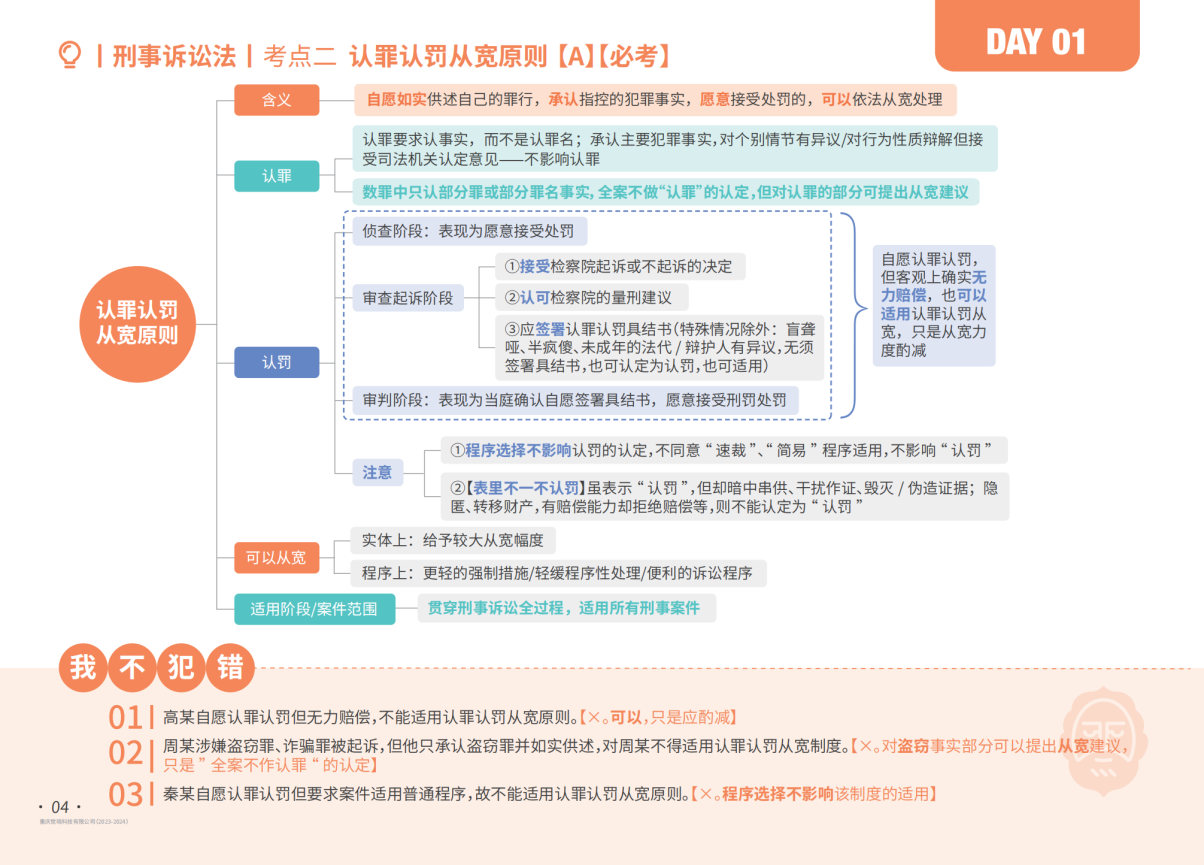 DAY 01
刑事诉讼法 | 考点二 认罪认罚从宽原则【A】【必考】
含义
自愿如实供述自己的罪行，承认指控的犯罪事实，愿意接受处罚的，可以依法从宽处理
认罪
认罪要求认事实，而不是认罪名；承认主要犯罪事实，对个别情节有异议/对行为性质辩解但接
受司法机关认定意见——不影响认罪
数罪中只认部分罪或部分罪名事实，全案不做“认罪”的认定，但对认罪的部分可提出从宽建议
认罪认罚
从宽原则
认罚
侦查阶段：表现为愿意接受处罚
审查起诉阶段
①接受检察院起诉或不起诉的决定
②认可检察院的量刑建议
③应签署认罪认罚具结书（特殊情况除外：盲聋
哑、半疯傻、未成年的法代 / 辩护人有异议，无须
签署具结书，也可认定为认罚，也可适用）
审判阶段：表现为当庭确认自愿签署具结书，愿意接受刑罚处罚
自愿认罪认罚，
但客观上确实无
力赔偿，也可以
适用认罪认罚从
宽，只是从宽力
度酌减
注意
①程序选择不影响认罚的认定，不同意“速裁”、“简易”程序适用，不影响“认罚”
②【表里不一不认罚】虽表示“认罚”，但却暗中串供、干扰作证、毁灭 / 伪造证据；隐
匿、转移财产，有赔偿能力却拒绝赔偿等，则不能认定为“认罚”
可以从宽
实体上：给予较大从宽幅度
程序上：更轻的强制措施/轻缓程序性处理/便利的诉讼程序
适用阶段/案件范围
贯穿刑事诉讼全过程，适用所有刑事案件
我不犯错
01 高某自愿认罪认罚但无力赔偿，不能适用认罪认罚从宽原则。【×。可以，只是应酌减】
02 周某涉嫌盗窃罪、诈骗罪被起诉，但他只承认盗窃罪并如实供述，对周某不得适用认罪认罚从宽制度。【×。对盗窃事实部分可以提出从宽建议，
只是”全案不作认罪“的认定】
03 秦某自愿认罪认罚但要求案件适用普通程序，故不能适用认罪认罚从宽原则。【×。程序选择不影响该制度的适用】
· 04 ·